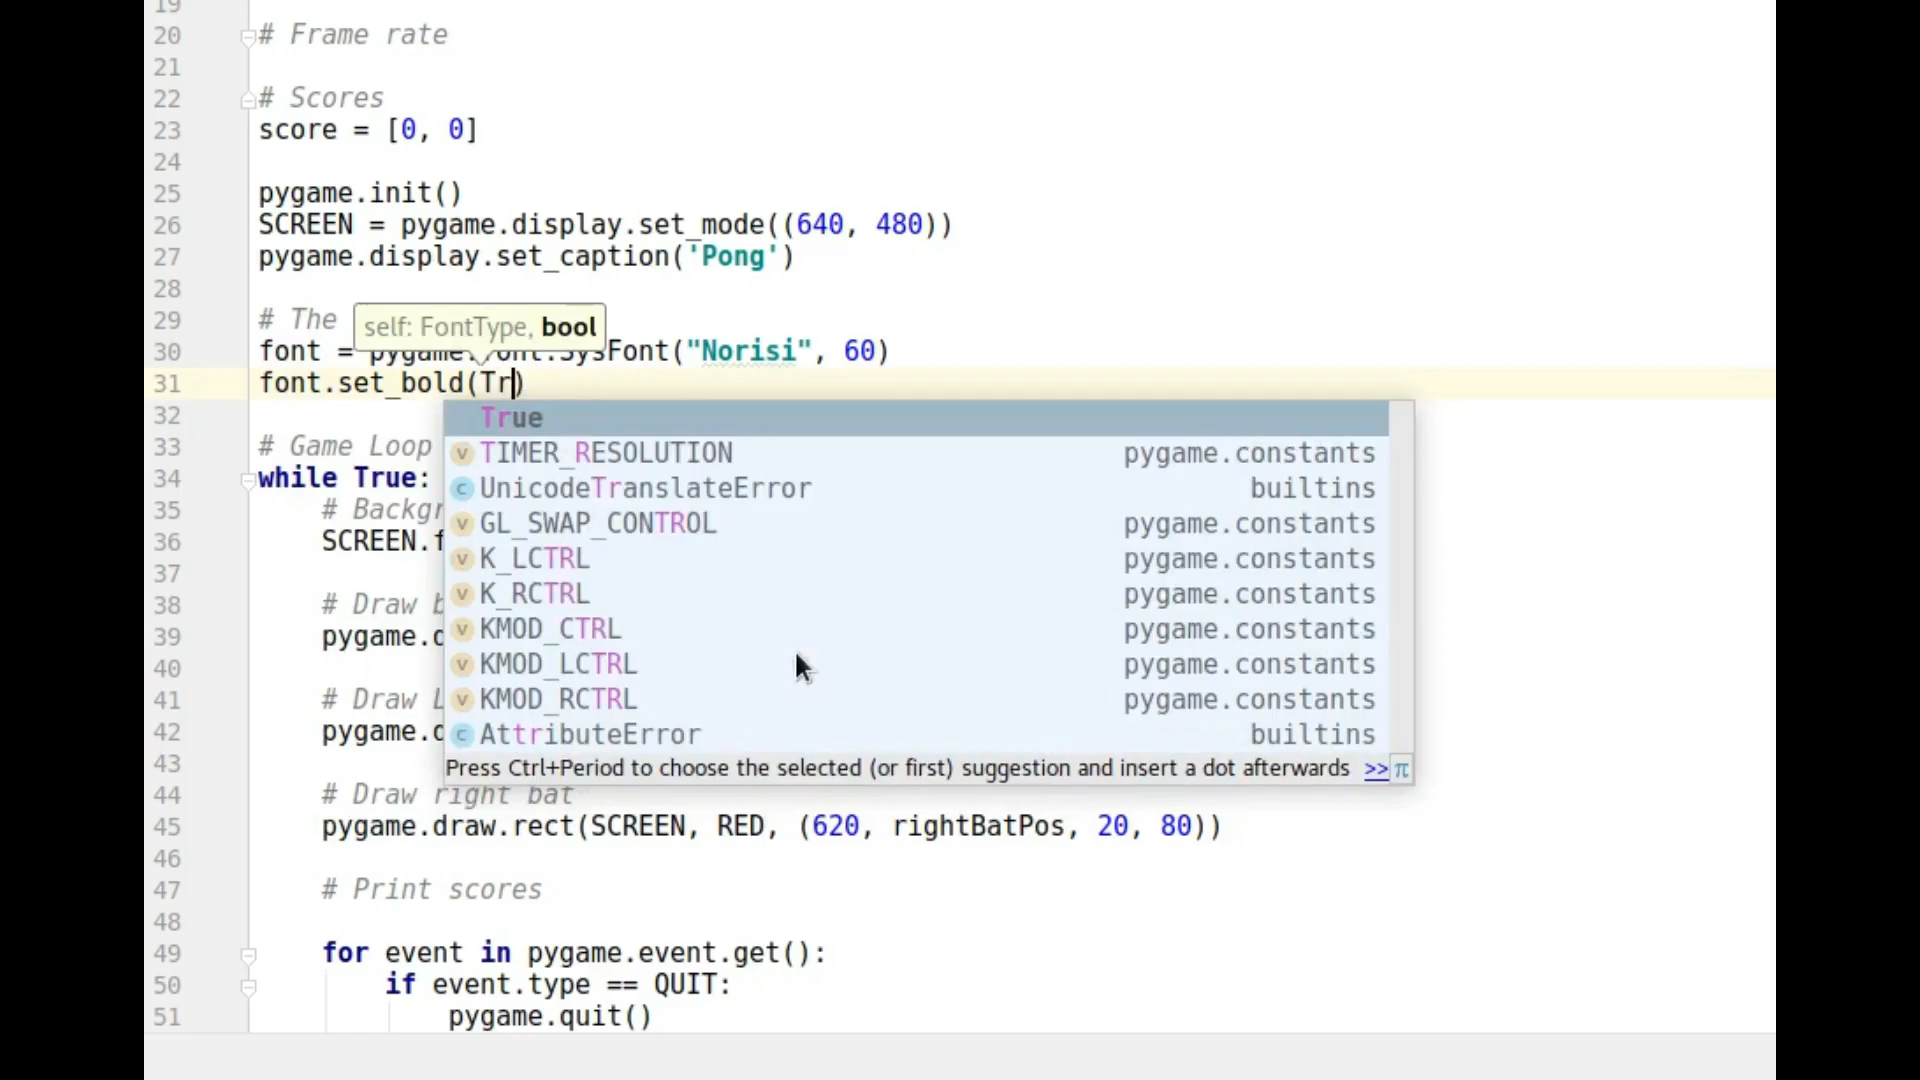 19
20 # Frame rate
21
22 # Scores
23 score = [0, 0]
24
25 pygame.init()
26 SCREEN = pygame.display.set_mode((640, 480))
27 pygame.display.set_caption('Pong')
28
29 # The
self: FontType, bool
30 font = pygame.font.SysFont("Norisi", 60)
31 font.set_bold(Tr)
32
True
33 # Game Loop
v TIMER_RESOLUTION pygame.constants
34 while True:
c UnicodeTranslateError builtins
35 # Backgr
v GL_SWAP_CONTROL pygame.constants
36 SCREEN.f
v K_LCTRL pygame.constants
37
v K_RCTRL pygame.constants
38 # Draw b
v KMOD_CTRL pygame.constants
39 pygame.d
v KMOD_LCTRL pygame.constants
40
41 # Draw L
v KMOD_RCTRL pygame.constants
42 pygame.d
c AttributeError builtins
43
Press Ctrl+Period to choose the selected (or first) suggestion and insert a dot afterwards >> π
44 # Draw right bat
45 pygame.draw.rect(SCREEN, RED, (620, rightBatPos, 20, 80))
46
47 # Print scores
48
49 for event in pygame.event.get():
50 if event.type == QUIT:
51 pygame.quit()